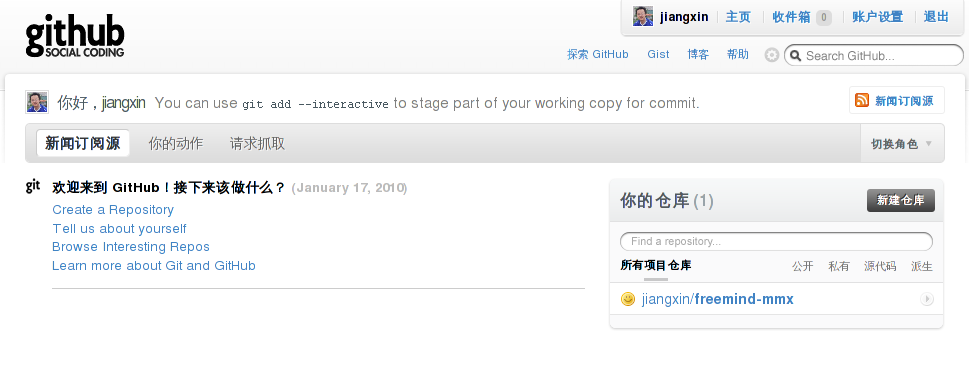 github
SOCIAL CODING
jiangxin 主页 收件箱 0 账户设置 退出
探索 GitHub Gist 博客 帮助 Search GitHub...
你好，jiangxin You can use git add --interactive to stage part of your working copy for commit.
新闻订阅源
新闻订阅源 你的动作 请求抓取 切换角色
git 欢迎来到 GitHub！接下来该做什么？ (January 17, 2010)
Create a Repository
Tell us about yourself
Browse Interesting Repos
Learn more about Git and GitHub
你的仓库 (1) 新建仓库
Find a repository...
所有项目仓库 公开 私有 源代码 派生
jiangxin/freemind-mmx